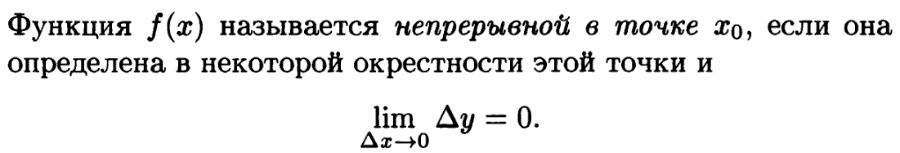 Функция f(x) называется непрерывной в точке x₀, если она
определена в некоторой окрестности этой точки и
lim Δy = 0.
Δx→0